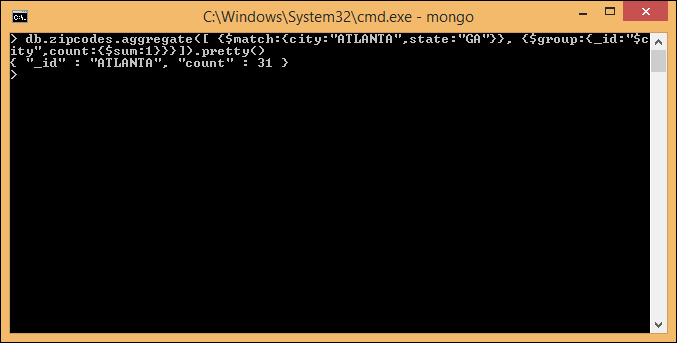 C:\Windows\System32\cmd.exe - mongo
> db.zipcodes.aggregate([ {$match:{city:"ATLANTA",state:"GA"}}, {$group:{_id:"$c
ity",count:{$sum:1}}}]).pretty()
{ "_id" : "ATLANTA", "count" : 31 }
>